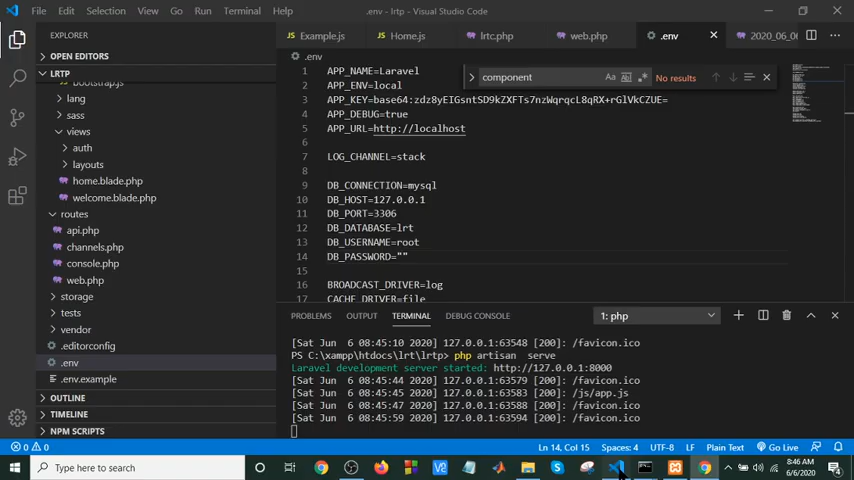 File Edit Selection View Go Run Terminal Help
.env - lrtp - Visual Studio Code
EXPLORER
OPEN EDITORS
LRTP
bootstrap.js
lang
sass
views
auth
layouts
home.blade.php
welcome.blade.php
routes
api.php
channels.php
console.php
web.php
storage
tests
vendor
.editorconfig
.env
.env.example
OUTLINE
TIMELINE
NPM SCRIPTS
Example.js Home.js lrtc.php web.php .env 2020_06_06
.env
component Aa Abl No results
1 APP_NAME=Laravel
2 APP_ENV=local
3 APP_KEY=base64:zdz8yEIGsntSD9kZXFTs7nzWqrqcL8qRX+rGlVkCZUE=
4 APP_DEBUG=true
5 APP_URL=http://localhost
6
7 LOG_CHANNEL=stack
8
9 DB_CONNECTION=mysql
10 DB_HOST=127.0.0.1
11 DB_PORT=3306
12 DB_DATABASE=lrt
13 DB_USERNAME=root
14 DB_PASSWORD=""
15
16 BROADCAST_DRIVER=log
17 CACHE_DRIVER=file
PROBLEMS OUTPUT TERMINAL DEBUG CONSOLE 1: php
[Sat Jun 6 08:45:10 2020] 127.0.0.1:63548 [200]: /favicon.ico
PS C:\xampp\htdocs\lrt\lrtp> php artisan serve
Laravel development server started: http://127.0.0.1:8000
[Sat Jun 6 08:45:44 2020] 127.0.0.1:63579 [200]: /favicon.ico
[Sat Jun 6 08:45:45 2020] 127.0.0.1:63583 [200]: /js/app.js
[Sat Jun 6 08:45:47 2020] 127.0.0.1:63588 [200]: /favicon.ico
[Sat Jun 6 08:45:59 2020] 127.0.0.1:63594 [200]: /favicon.ico
0 0 Ln 14, Col 15 Spaces: 4 UTF-8 LF Plain Text Go Live
Type here to search
8:46 AM
6/6/2020
4